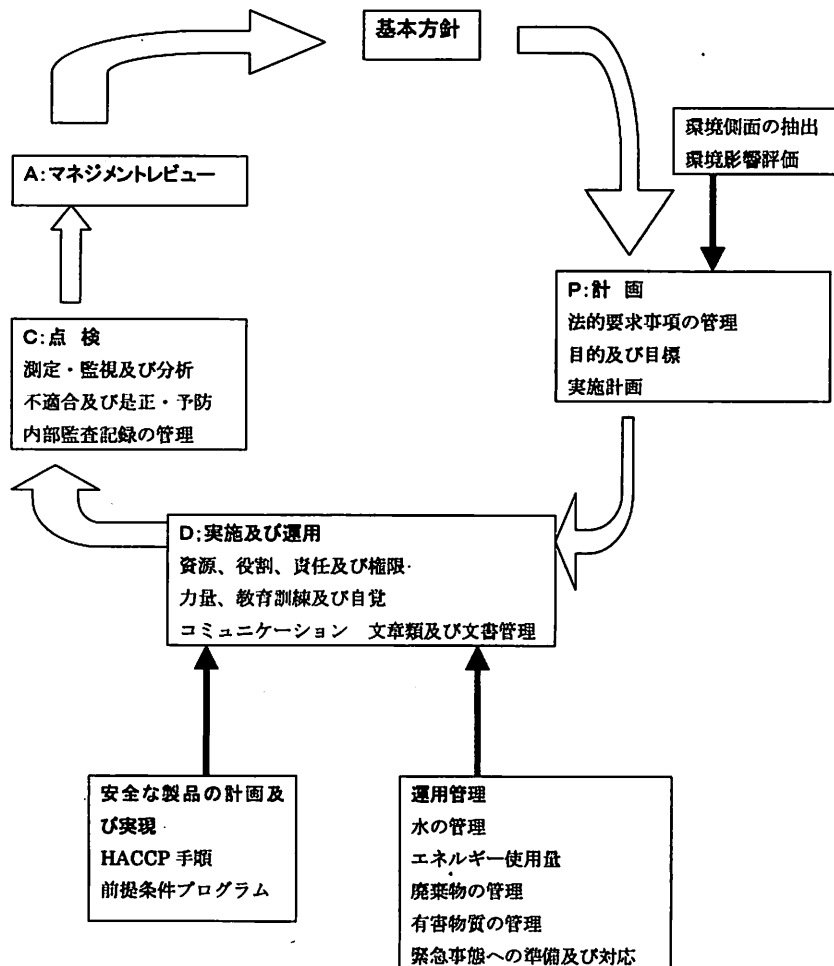 基本方針
環境側面の抽出
環境影響評価
A:マネジメントレビュー
P:計 画
法的要求事項の管理
目的及び目標
実施計画
C:点 検
測定・監視及び分析
不適合及び是正・予防
内部監査記録の管理
D;実施及び運用
資源、役割、責任及び権限
力量、教育訓練及び自覚
コミュニケーション 文章類及び文書管理
安全な製品の計画及
び実現
HACCP 手順
前提条件プログラム
運用管理
水の管理
エネルギー使用量
廃棄物の管理
有害物質の管理
緊急事態への準備及び対応